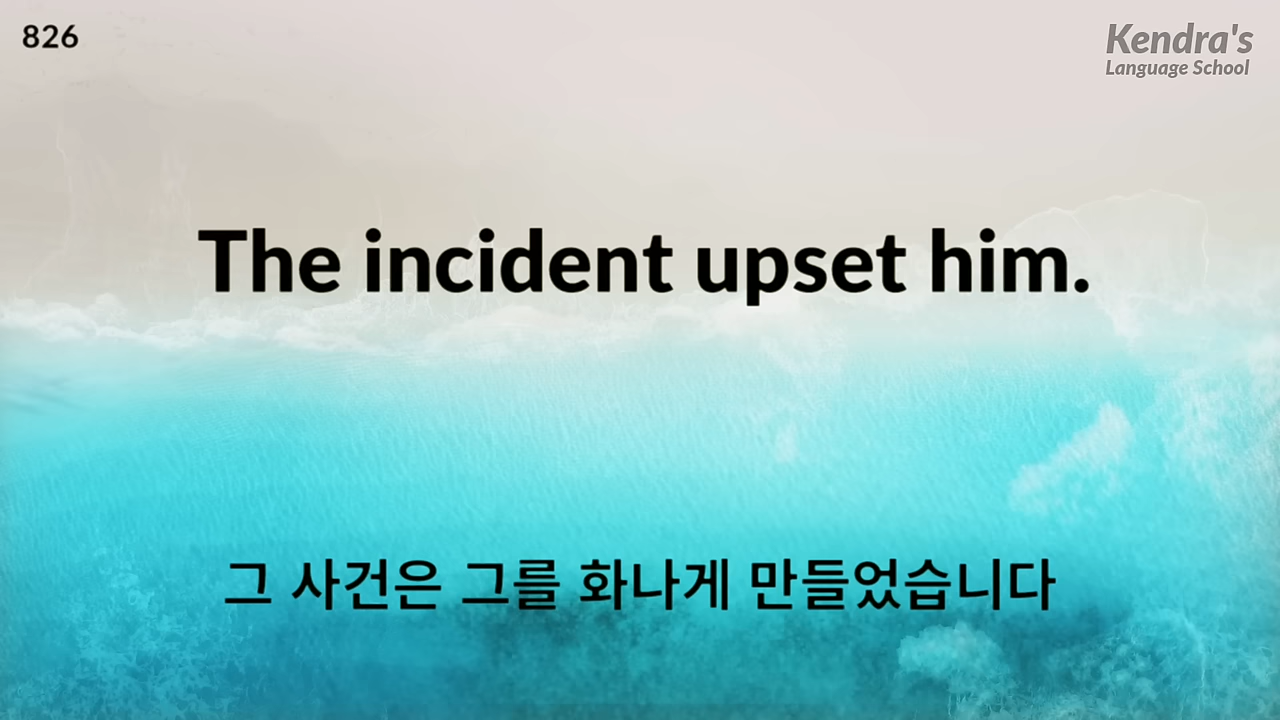 826
Kendra's
Language School
The incident upset him.
그 사건은 그를 화나게 만들었습니다